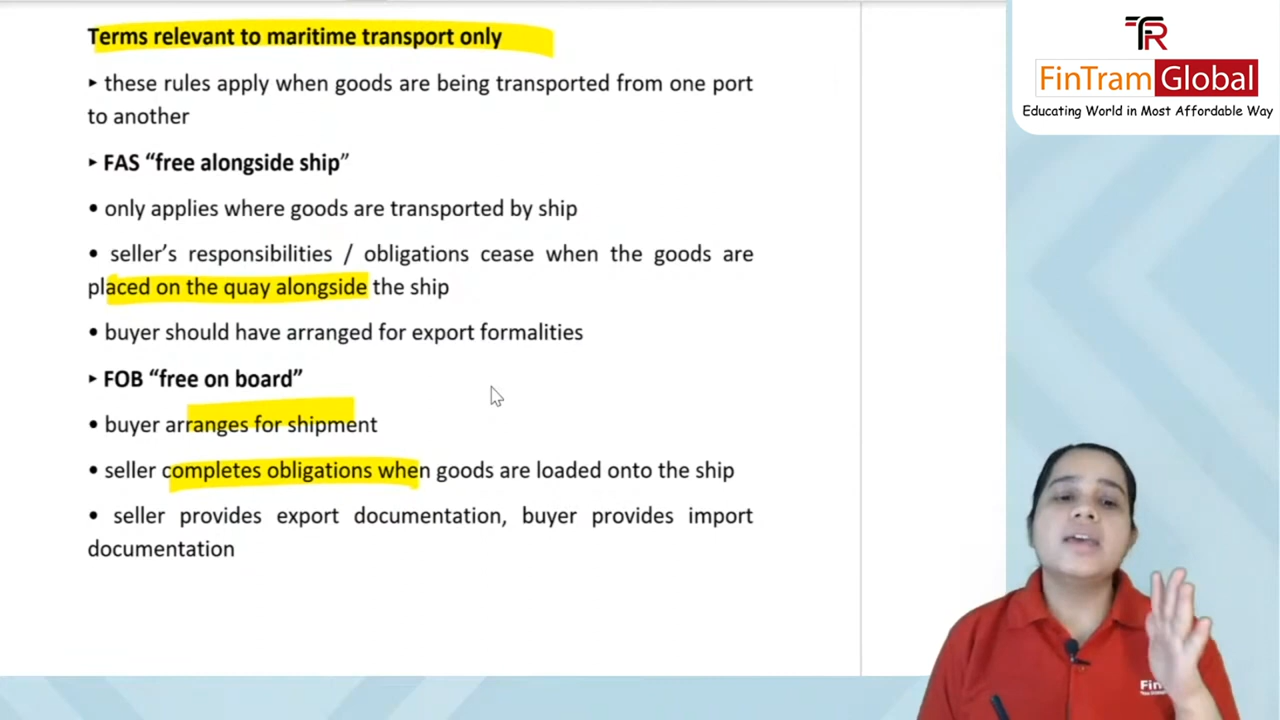 Terms relevant to maritime transport only
▸ these rules apply when goods are being transported from one port
to another
▸ FAS “free alongside ship”
• only applies where goods are transported by ship
• seller’s responsibilities / obligations cease when the goods are
placed on the quay alongside the ship
• buyer should have arranged for export formalities
▸ FOB “free on board”
• buyer arranges for shipment
• seller completes obligations when goods are loaded onto the ship
• seller provides export documentation, buyer provides import
documentation
TR
FinTram Global
Educating World in Most Affordable Way